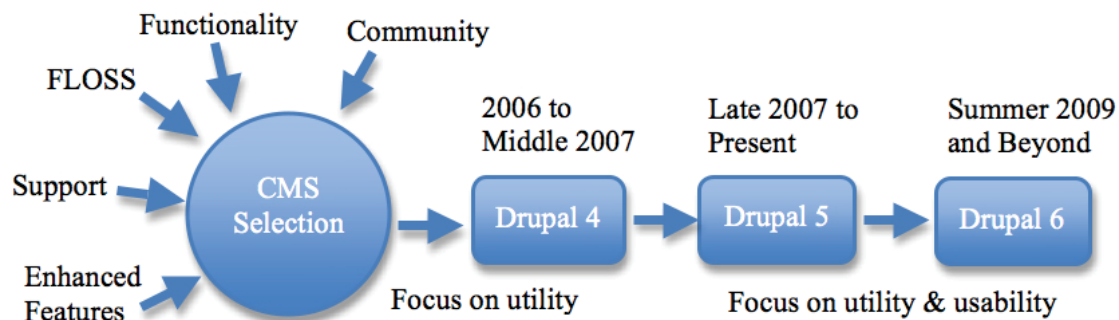 Functionality
Community
FLOSS
Support
Enhanced
Features
CMS
Selection
2006 to
Middle 2007
Drupal 4
Late 2007 to
Present
Drupal 5
Summer 2009
and Beyond
Drupal 6
Focus on utility
Focus on utility & usability